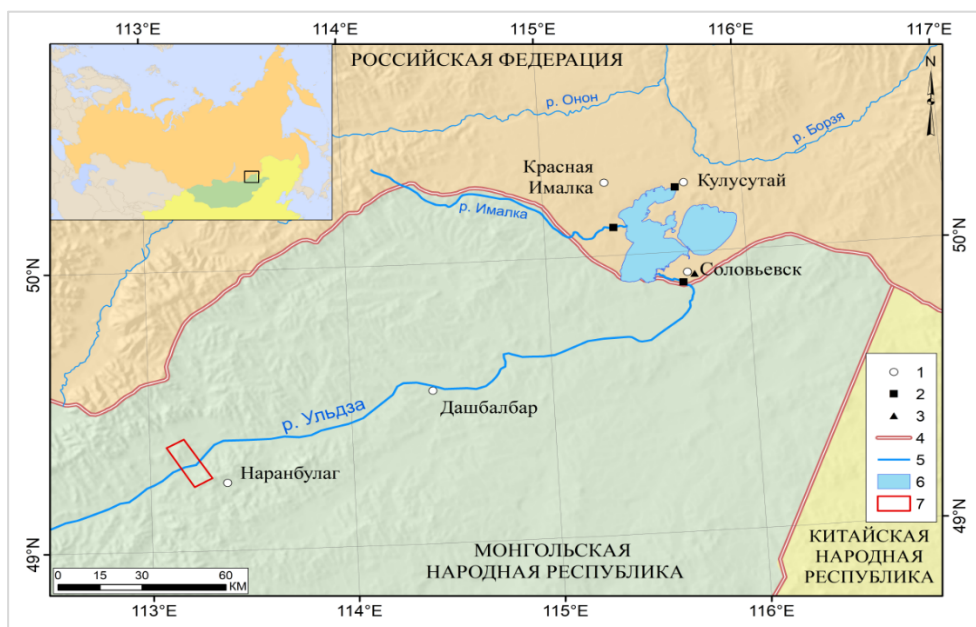 113°E
114°E
115°E
116°E
117°E
РОССИЙСКАЯ ФЕДЕРАЦИЯ
N
р. Онон
р. Борзя
Красная
Ималка
Кулусутай
р. Ималка
50°N
50°N
Соловьевск
1
2
3
4
5
6
7
Дашбалбар
р. Ульдза
Наранбулаг
49°N
49°N
МОНГОЛЬСКАЯ
НАРОДНАЯ РЕСПУБЛИКА
КИТАЙСКАЯ
НАРОДНАЯ
РЕСПУБЛИКА
0 15 30 60
КМ
113°E
114°E
115°E
116°E